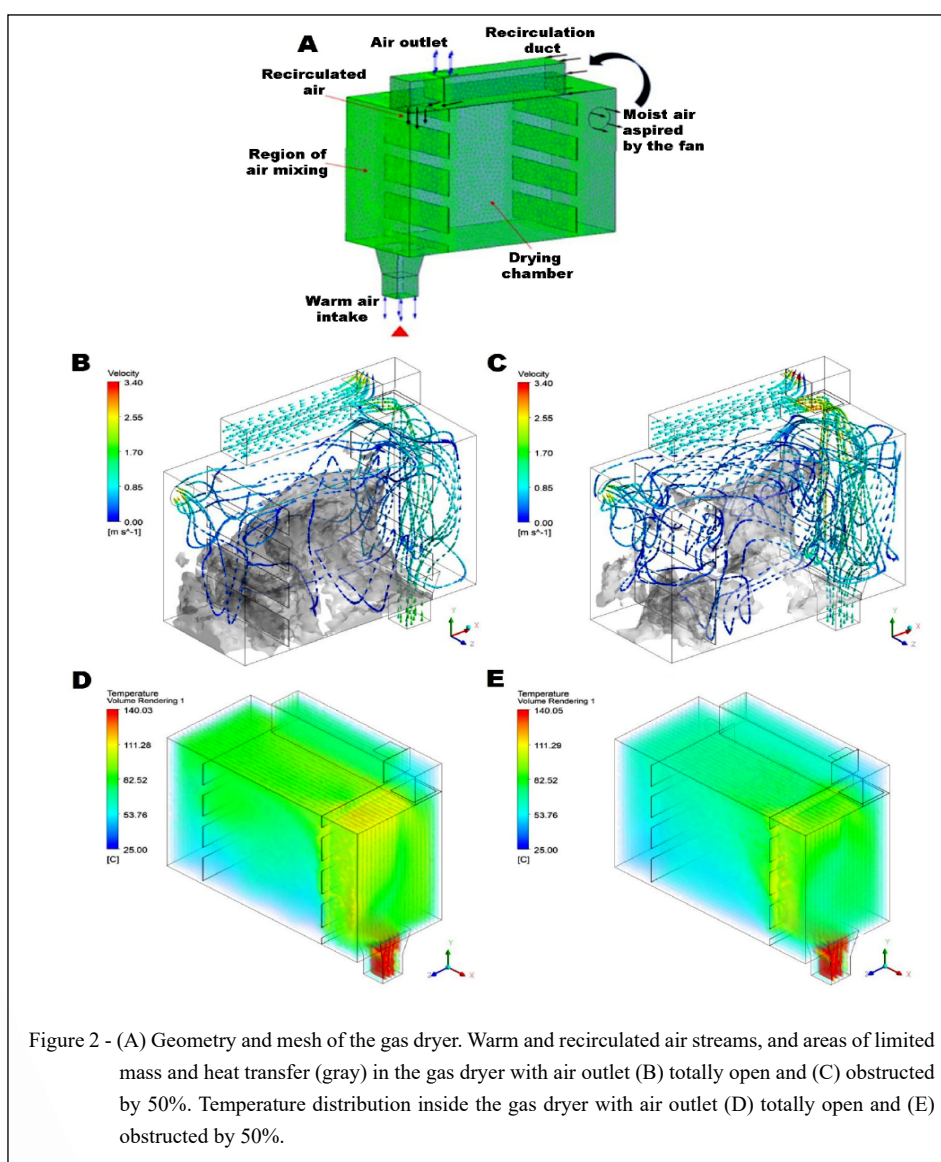 A
Air outlet
Recirculation
duct
Recirculated
air
Moist air
aspired
by the fan
Region of
air mixing
Drying
chamber
Warm air
intake
B
Velocity
3.40
2.55
1.70
0.85
0.00
[m s^-1]
Y
X
Z
C
Velocity
3.40
2.55
1.70
0.85
0.00
[m s^-1]
Y
X
Z
D
Temperature
Volume Rendering 1
140.03
111.28
82.52
53.76
25.00
[C]
Y
Z
X
E
Temperature
Volume Rendering 1
140.05
111.29
82.52
53.76
25.00
[C]
Y
Z
X
Figure 2 - (A) Geometry and mesh of the gas dryer. Warm and recirculated air streams, and areas of limited
mass and heat transfer (gray) in the gas dryer with air outlet (B) totally open and (C) obstructed
by 50%. Temperature distribution inside the gas dryer with air outlet (D) totally open and (E)
obstructed by 50%.